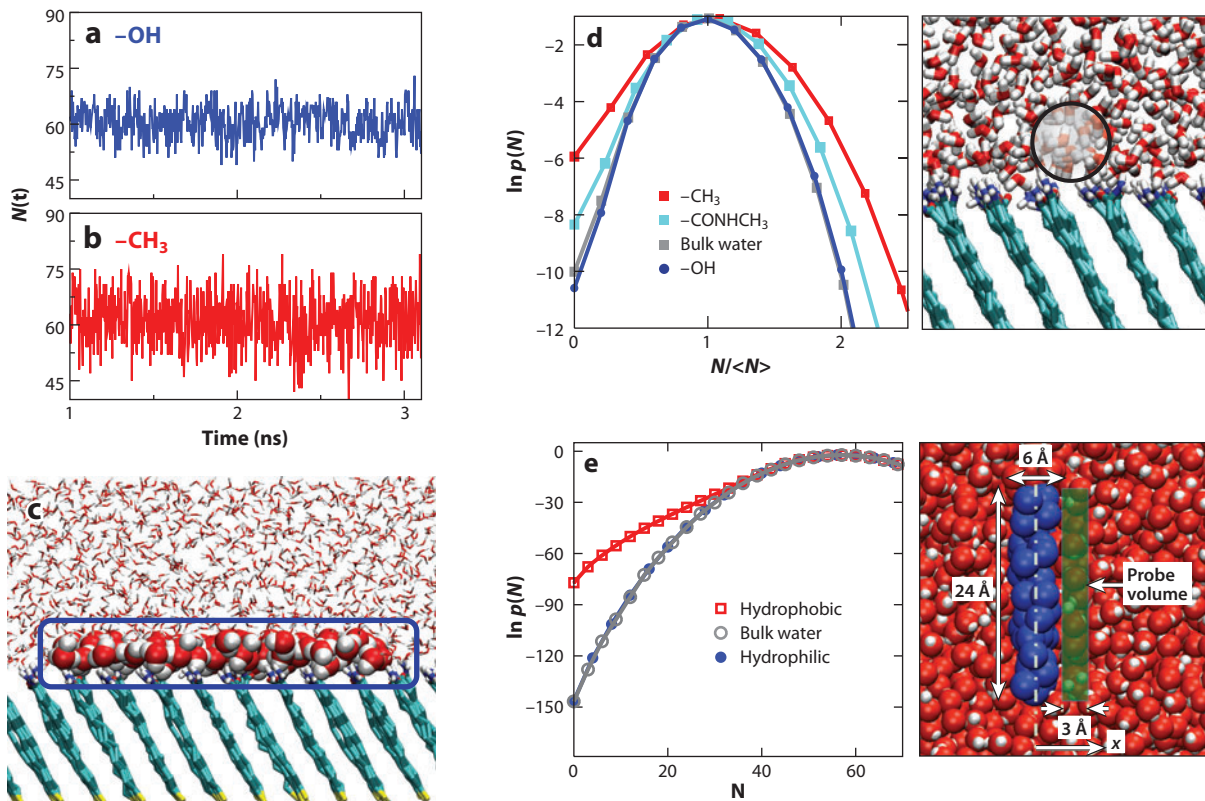 a
–OH
90
75
60
45
N(t)
b
–CH3
90
75
60
45
1
2
3
Time (ns)
c
d
–2
–4
–6
–8
–10
–12
ln p(N)
–CH3
–CONHCH3
Bulk water
–OH
0
1
2
N/<N>
e
0
–30
–60
–90
–120
–150
ln p(N)
Hydrophobic
Bulk water
Hydrophilic
0
20
40
60
N
6 Å
24 Å
Probe
volume
3 Å
x